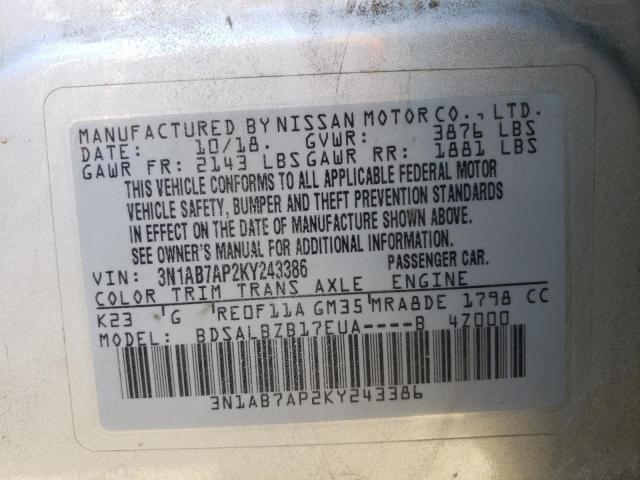 MANUFACTURED BY NISSAN MOTOR CO., LTD.
DATE: 10/18. GVWR: 3876 LBS
GAWR FR: 2143 LBS GAWR RR: 1881 LBS
THIS VEHICLE CONFORMS TO ALL APPLICABLE FEDERAL MOTOR
VEHICLE SAFETY, BUMPER AND THEFT PREVENTION STANDARDS
IN EFFECT ON THE DATE OF MANUFACTURE SHOWN ABOVE.
SEE OWNER'S MANUAL FOR ADDITIONAL INFORMATION.
VIN: 3N1AB7AP2KY243386 PASSENGER CAR.
COLOR TRIM TRANS AXLE ENGINE
K23 G RE0F11A GM35 MRA8DE 1798 CC
MODEL: BDSALBZB17EUA----B 4Z000
3N1AB7AP2KY243386